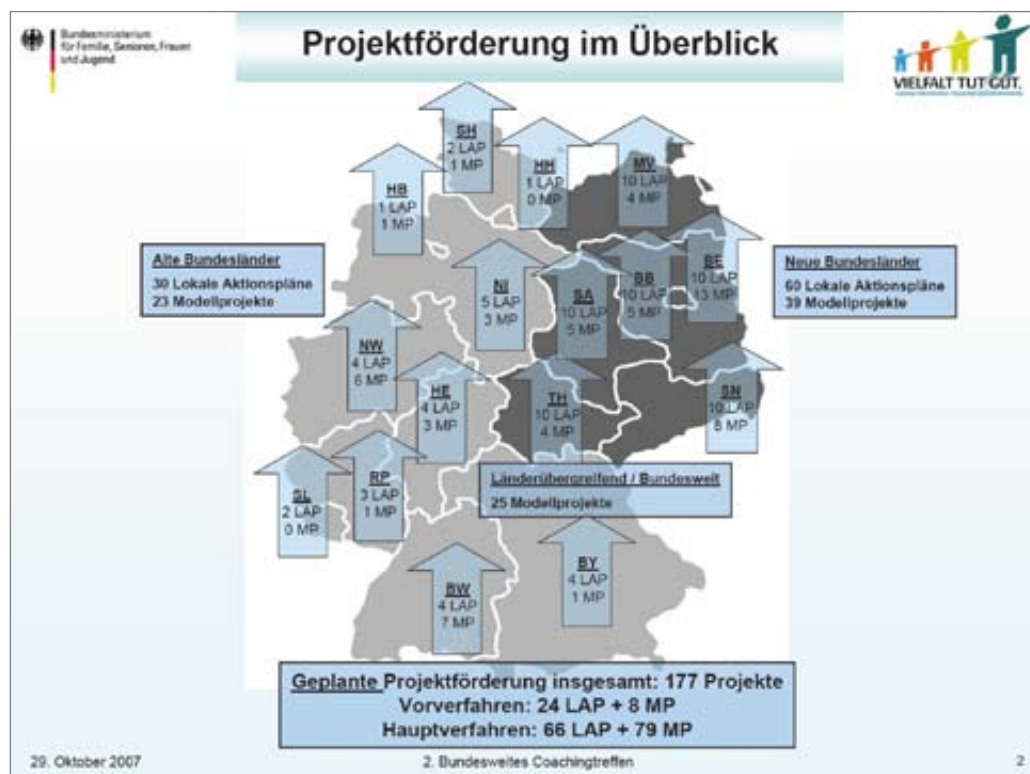 Bundesministerium
für Familie, Senioren, Frauen
und Jugend
Projektförderung im Überblick
VIELFALT TUT GUT.
SH
2 LAP
1 MP
HH
1 LAP
0 MP
MV
10 LAP
4 MP
HB
1 LAP
1 MP
Alte Bundesländer
30 Lokale Aktionspläne
23 Modellprojekte
NI
5 LAP
3 MP
SA
10 LAP
5 MP
BB
10 LAP
5 MP
BE
10 LAP
13 MP
Neue Bundesländer
60 Lokale Aktionspläne
39 Modellprojekte
NW
4 LAP
6 MP
HE
4 LAP
3 MP
TH
10 LAP
4 MP
SN
10 LAP
8 MP
SL
2 LAP
0 MP
RP
3 LAP
1 MP
Länderübergreifend / Bundesweit
25 Modellprojekte
BW
4 LAP
7 MP
BY
4 LAP
1 MP
Geplante Projektförderung insgesamt: 177 Projekte
Vorverfahren: 24 LAP + 8 MP
Hauptverfahren: 66 LAP + 79 MP
29. Oktober 2007
2. Bundesweites Coachingtreffen
2